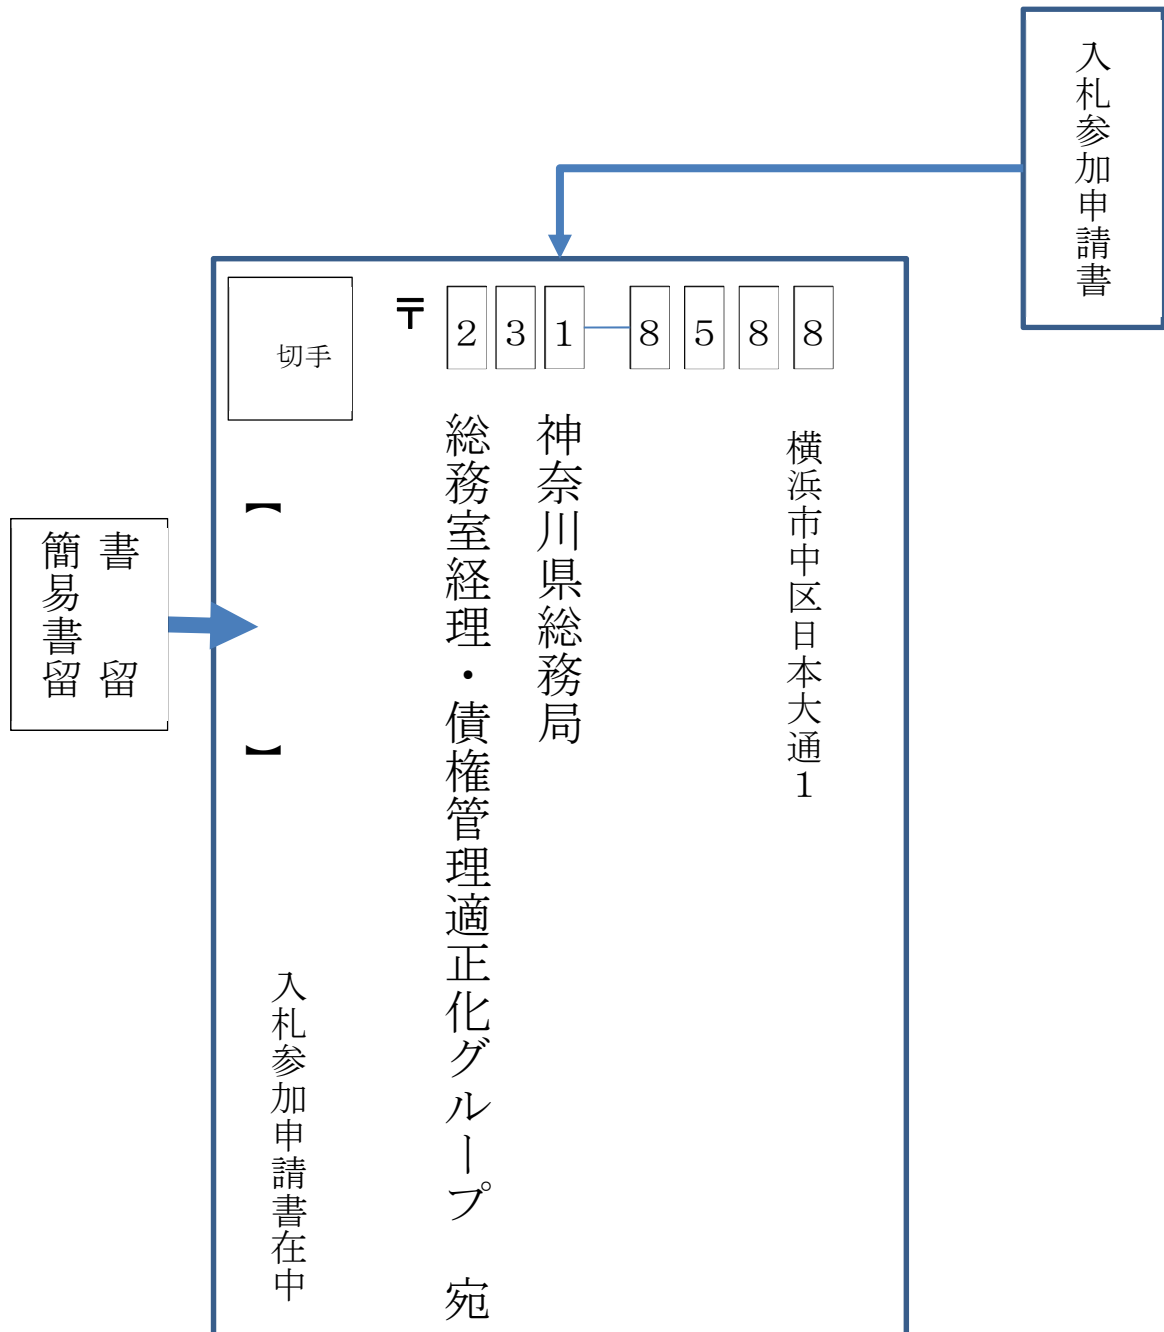 入札参加申請書
〒231-8588
横浜市中区日本大通1
神奈川県総務局
総務室経理・債権管理適正化グループ 宛
切手
【 】
入札参加申請書在中
書 留
簡易書留